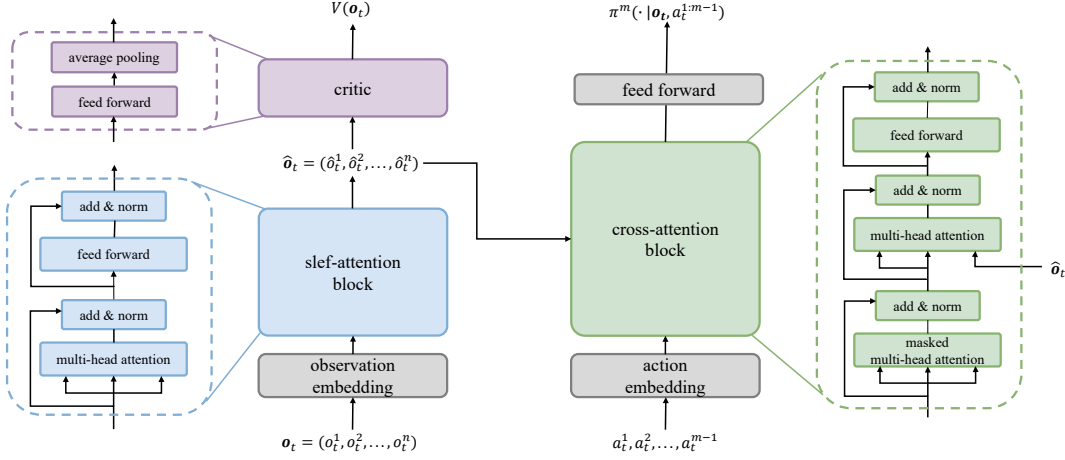 V(𝒐ₜ)
average pooling
feed forward
critic
ô_t = (ô_t^1, ô_t^2, ..., ô_t^n)
add & norm
feed forward
add & norm
multi-head attention
slef-attention
block
observation
embedding
o_t = (o_t^1, o_t^2, ..., o_t^n)
π^m(· |o_t, a_t^{1:m−1})
feed forward
cross-attention
block
action
embedding
a_t^1, a_t^2, ..., a_t^{m−1}
add & norm
feed forward
add & norm
multi-head attention
ô_t
add & norm
masked
multi-head attention